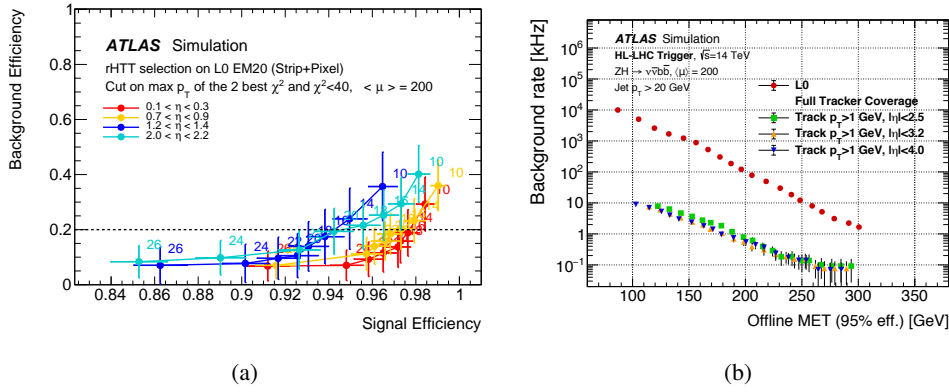 Background Efficiency
1
0.8
0.6
0.4
0.2
0
ATLAS Simulation
rHTT selection on L0 EM20 (Strip+Pixel)
Cut on max p_T of the 2 best χ² and χ²<40, < μ > = 200
0.1 < η < 0.3
0.7 < η < 0.9
1.2 < η < 1.4
2.0 < η < 2.2
10
10
10
10
14
14
26
24
26
24
26
0.84 0.86 0.88 0.9 0.92 0.94 0.96 0.98 1
Signal Efficiency
(a)
Background rate [kHz]
10⁶
10⁵
10⁴
10³
10²
10
1
10⁻¹
ATLAS Simulation
HL-LHC Trigger, √s=14 TeV
ZH → νν̄bb̄, ⟨μ⟩ = 200
Jet p_T > 20 GeV
L0
Full Tracker Coverage
Track p_T>1 GeV, |η|<2.5
Track p_T>1 GeV, |η|<3.2
Track p_T>1 GeV, |η|<4.0
100 150 200 250 300 350
Offline MET (95% eff.) [GeV]
(b)